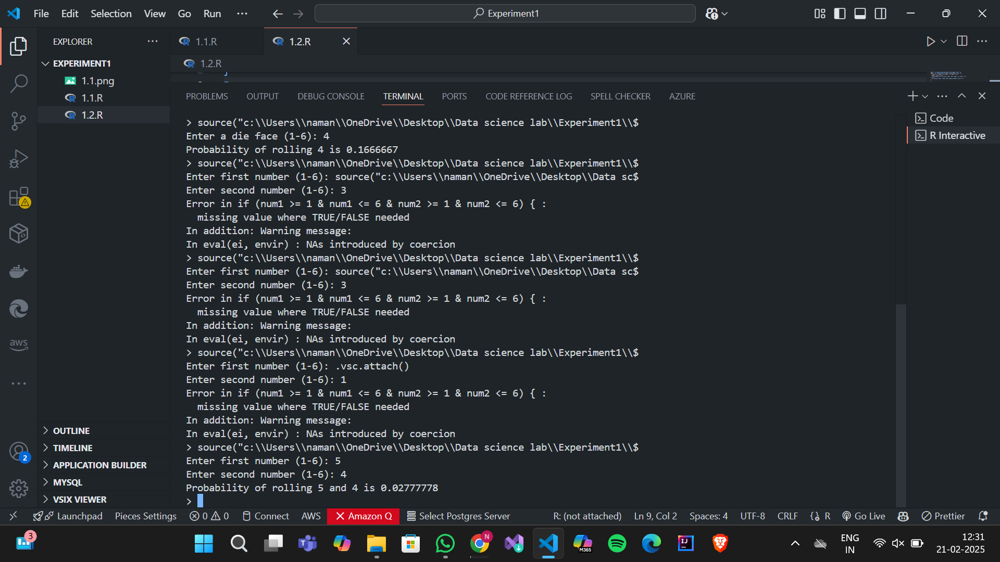 File Edit Selection View Go Run ···
Experiment1
EXPLORER ···
EXPERIMENT1
1.1.png
1.1.R
1.2.R
1.1.R
1.2.R
1.2.R
PROBLEMS OUTPUT DEBUG CONSOLE TERMINAL PORTS CODE REFERENCE LOG SPELL CHECKER AZURE
> source("c:\\Users\\naman\\OneDrive\\Desktop\\Data science lab\\Experiment1\\$
Enter a die face (1-6): 4
Probability of rolling 4 is 0.1666667
> source("c:\\Users\\naman\\OneDrive\\Desktop\\Data science lab\\Experiment1\\$
Enter first number (1-6): source("c:\\Users\\naman\\OneDrive\\Desktop\\Data sc$
Enter second number (1-6): 3
Error in if (num1 >= 1 & num1 <= 6 & num2 >= 1 & num2 <= 6) { :
  missing value where TRUE/FALSE needed
In addition: Warning message:
In eval(ei, envir) : NAs introduced by coercion
> source("c:\\Users\\naman\\OneDrive\\Desktop\\Data science lab\\Experiment1\\$
Enter first number (1-6): source("c:\\Users\\naman\\OneDrive\\Desktop\\Data sc$
Enter second number (1-6): 3
Error in if (num1 >= 1 & num1 <= 6 & num2 >= 1 & num2 <= 6) { :
  missing value where TRUE/FALSE needed
In addition: Warning message:
In eval(ei, envir) : NAs introduced by coercion
> source("c:\\Users\\naman\\OneDrive\\Desktop\\Data science lab\\Experiment1\\$
Enter first number (1-6): .vsc.attach()
Enter second number (1-6): 1
Error in if (num1 >= 1 & num1 <= 6 & num2 >= 1 & num2 <= 6) { :
  missing value where TRUE/FALSE needed
In addition: Warning message:
In eval(ei, envir) : NAs introduced by coercion
> source("c:\\Users\\naman\\OneDrive\\Desktop\\Data science lab\\Experiment1\\$
Enter first number (1-6): 5
Enter second number (1-6): 4
Probability of rolling 5 and 4 is 0.02777778
>
Code
R Interactive
aws
2
OUTLINE
TIMELINE
APPLICATION BUILDER
MYSQL
VSIX VIEWER
Launchpad Pieces Settings 0 0 Connect AWS Amazon Q Select Postgres Server R: (not attached) Ln 9, Col 2 Spaces: 4 UTF-8 CRLF R Go Live Prettier
3
N
M365
IJ
ENG
IN
12:31
21-02-2025